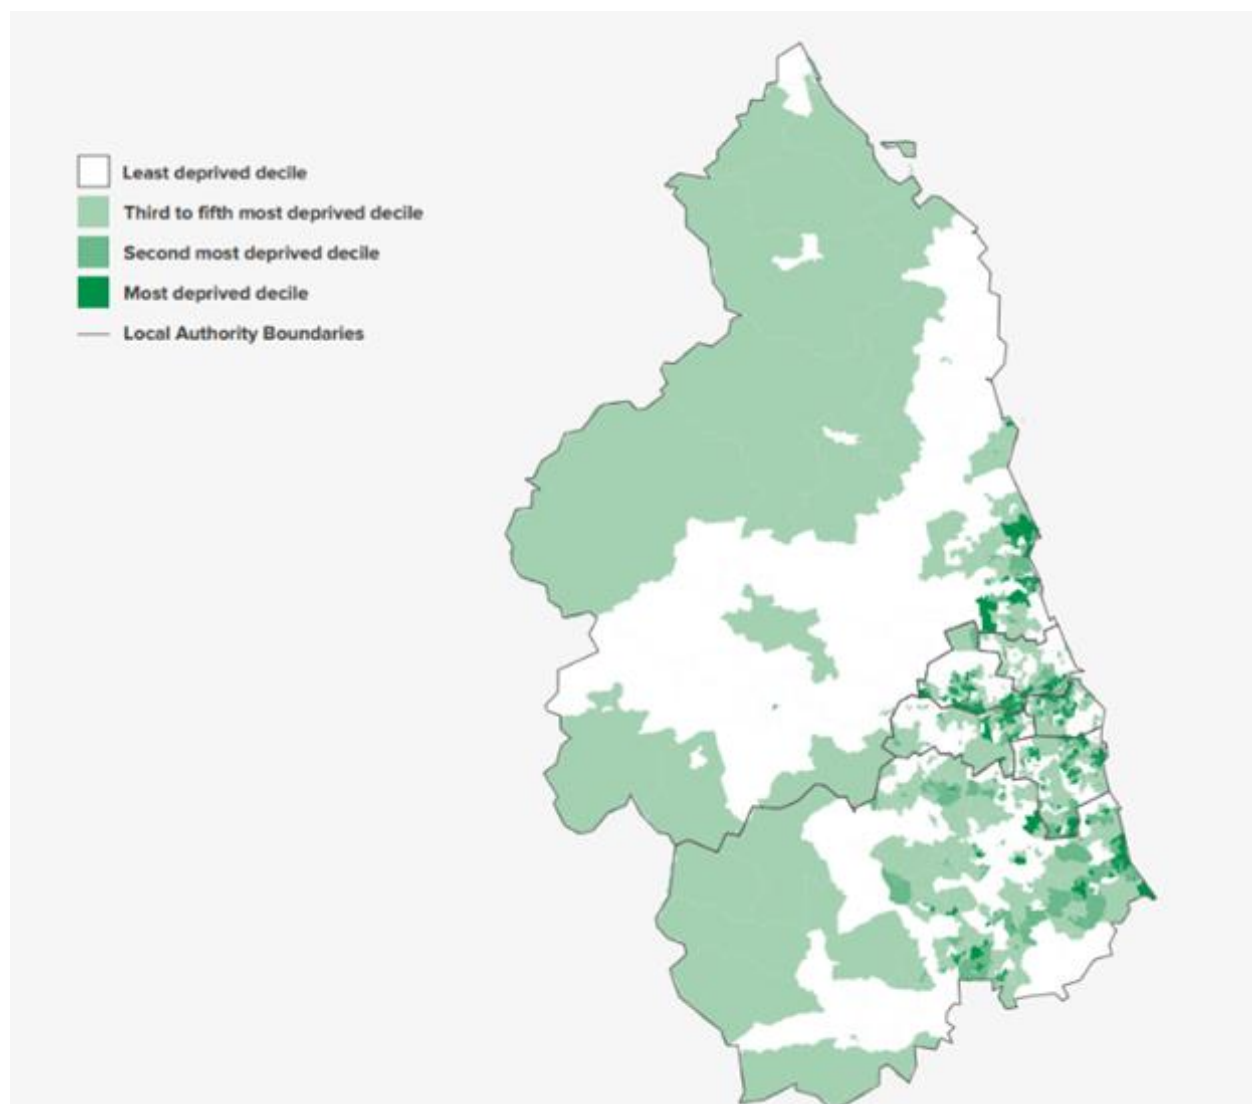 Least deprived decile
Third to fifth most deprived decile
Second most deprived decile
Most deprived decile
Local Authority Boundaries